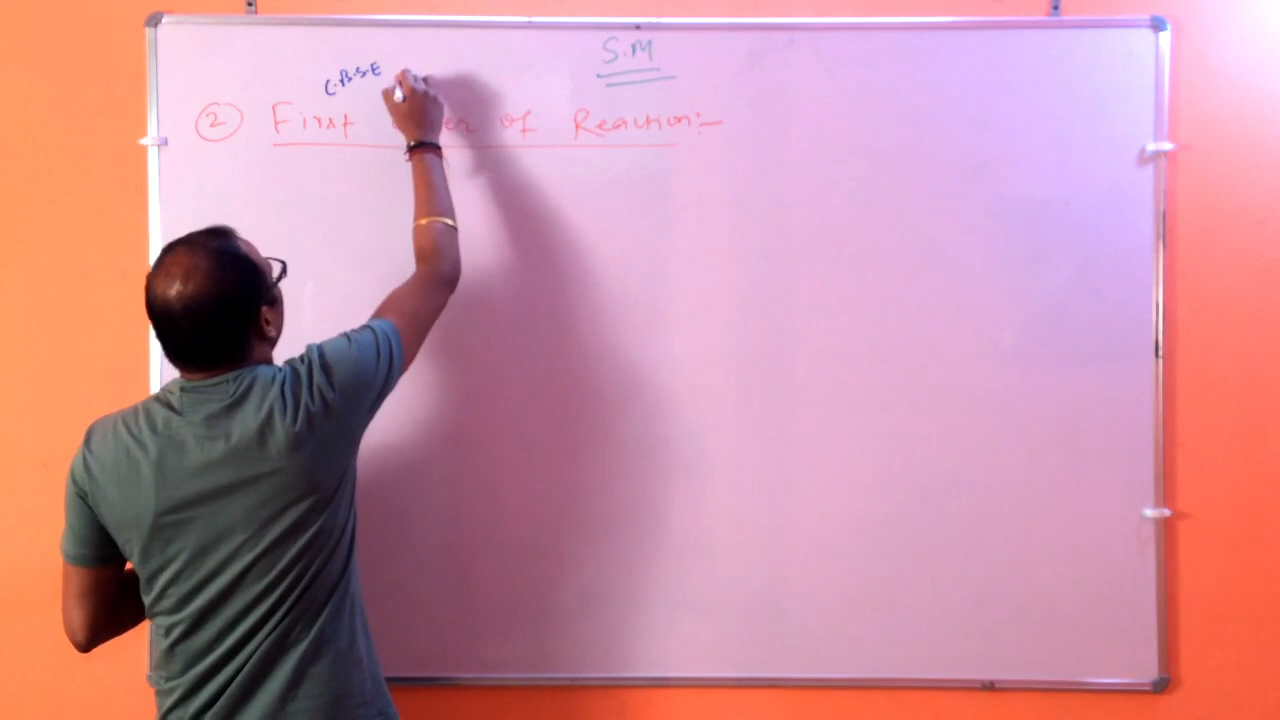 S.M
C.B.S.E
② First of Reaction:-